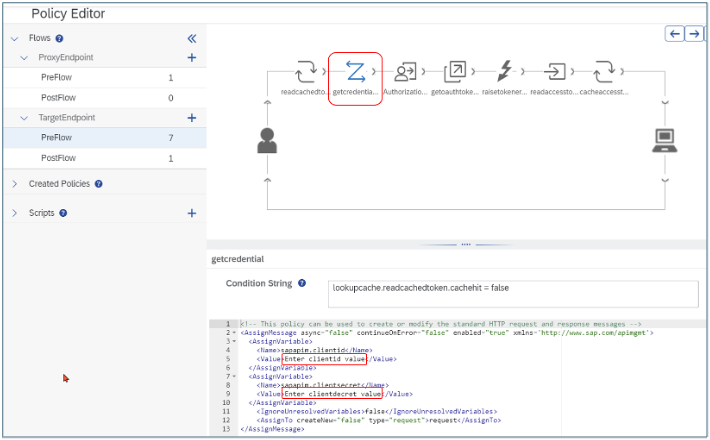 Policy Editor
Flows
ProxyEndpoint
PreFlow 1
PostFlow 0
TargetEndpoint
PreFlow 7
PostFlow 1
Created Policies
Scripts
readcachedto... getcredentia... Authorizatio... getoauthtoke... raisetokener... readaccessto... cacheaccesst...
getcredential
Condition String
lookupcache.readcachedtoken.cachehit = false
1 <!-- This policy can be used to create or modify the standard HTTP request and response messages -->
2 <AssignMessage async="false" continueOnError="false" enabled="true" xmlns='http://www.sap.com/apimgmt'>
3 <AssignVariable>
4 <Name>sapapim.clientid</Name>
5 <Value>Enter clientid value</Value>
6 </AssignVariable>
7 <AssignVariable>
8 <Name>sapapim.clientsecret</Name>
9 <Value>Enter clientdecret value</Value>
10 </AssignVariable>
11 <IgnoreUnresolvedVariables>false</IgnoreUnresolvedVariables>
12 <AssignTo createNew="false" type="request">request</AssignTo>
13 </AssignMessage>